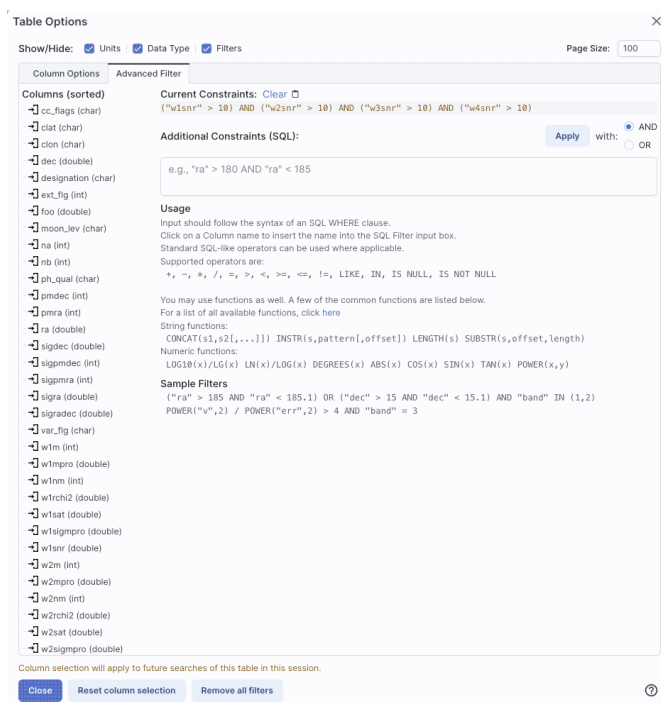 Table Options
Show/Hide: Units Data Type Filters Page Size: 100
Column Options Advanced Filter
Columns (sorted)
cc_flags (char)
clat (char)
clon (char)
dec (double)
designation (char)
ext_flg (int)
foo (double)
moon_lev (char)
na (int)
nb (int)
ph_qual (char)
pmdec (int)
pmra (int)
ra (double)
sigdec (double)
sigpmdec (int)
sigpmra (int)
sigra (double)
sigradec (double)
var_flg (char)
w1m (int)
w1mpro (double)
w1nm (int)
w1rchi2 (double)
w1sat (double)
w1sigmpro (double)
w1snr (double)
w2m (int)
w2mpro (double)
w2nm (int)
w2rchi2 (double)
w2sat (double)
w2sigmpro (double)
Current Constraints: Clear
("w1snr" > 10) AND ("w2snr" > 10) AND ("w3snr" > 10) AND ("w4snr" > 10)
Additional Constraints (SQL): Apply with: AND
OR
e.g., "ra" > 180 AND "ra" < 185
Usage
Input should follow the syntax of an SQL WHERE clause.
Click on a Column name to insert the name into the SQL Filter input box.
Standard SQL-like operators can be used where applicable.
Supported operators are:
+, -, *, /, =, >, <, >=, <=, !=, LIKE, IN, IS NULL, IS NOT NULL
You may use functions as well. A few of the common functions are listed below.
For a list of all available functions, click here
String functions:
CONCAT(s1,s2[,...]]) INSTR(s,pattern[,offset]) LENGTH(s) SUBSTR(s,offset,length)
Numeric functions:
LOG10(x)/LG(x) LN(x)/LOG(x) DEGREES(x) ABS(x) COS(x) SIN(x) TAN(x) POWER(x,y)
Sample Filters
("ra" > 185 AND "ra" < 185.1) OR ("dec" > 15 AND "dec" < 15.1) AND "band" IN (1,2)
POWER("v",2) / POWER("err",2) > 4 AND "band" = 3
Column selection will apply to future searches of this table in this session.
Close Reset column selection Remove all filters